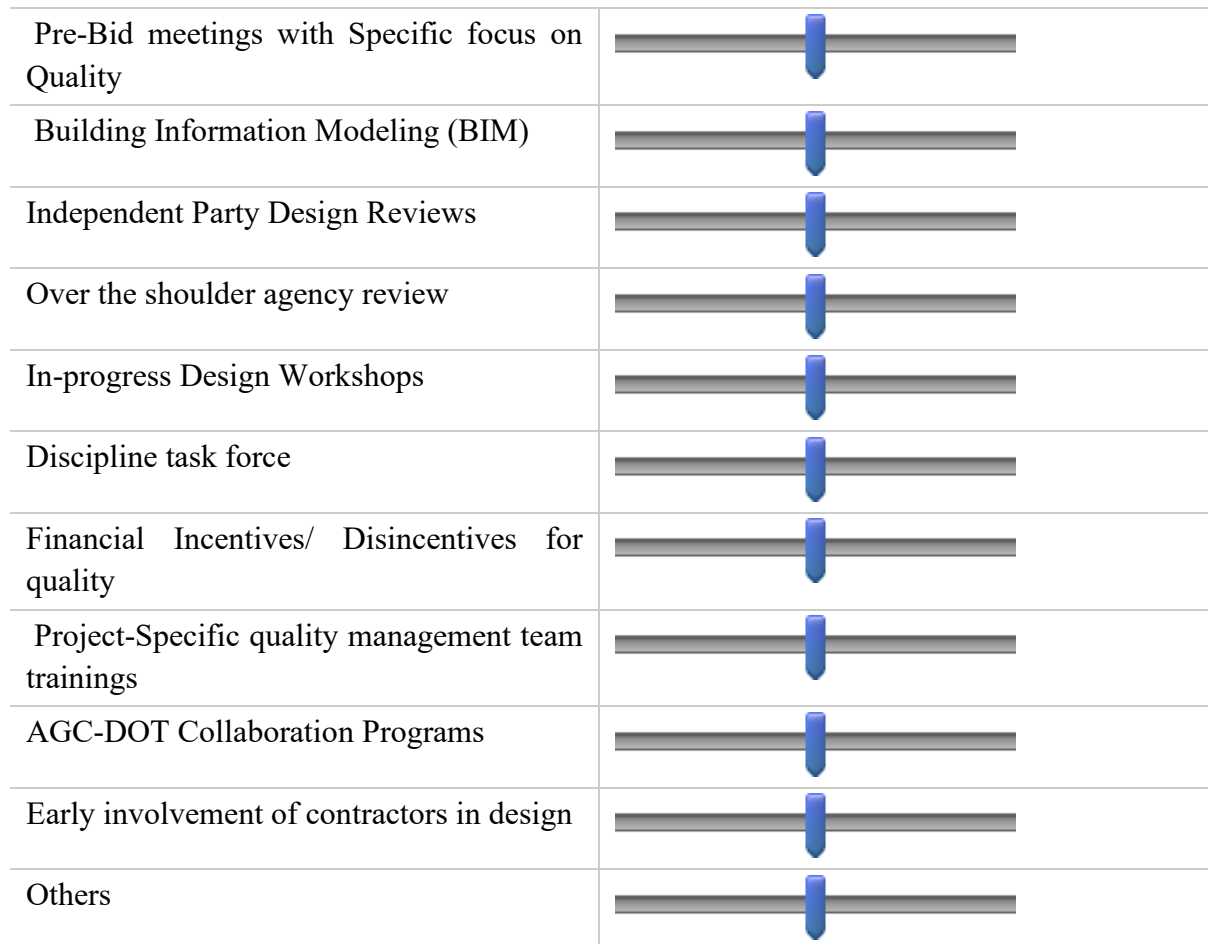 Pre-Bid meetings with Specific focus on
Quality
Building Information Modeling (BIM)
Independent Party Design Reviews
Over the shoulder agency review
In-progress Design Workshops
Discipline task force
Financial Incentives/ Disincentives for
quality
Project-Specific quality management team
trainings
AGC-DOT Collaboration Programs
Early involvement of contractors in design
Others